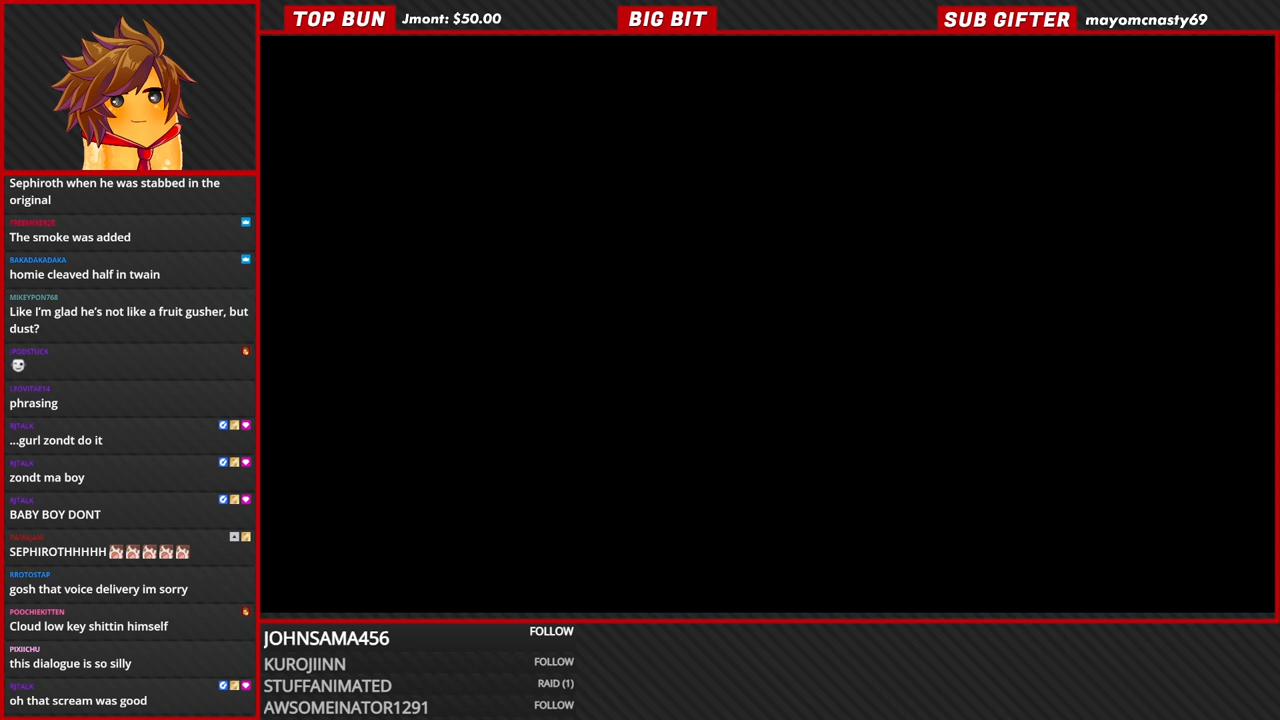 TOP BUN Jmont: $50.00 BIG BIT SUB GIFTER mayomcnasty69
Sephiroth when he was stabbed in the
original
The smoke was added
BAKADAKADAKA
homie cleaved half in twain
MIKEYPON768
Like I'm glad he's not like a fruit gusher, but
dust?
JPODSTUCK
LEOVITAE14
phrasing
RJTALK
...gurl zondt do it
RJTALK
zondt ma boy
RJTALK
BABY BOY DONT
SEPHIROTHHHHH
RROTOSTAP
gosh that voice delivery im sorry
POOCHIEKITTEN
Cloud low key shittin himself
PIXIICHU
this dialogue is so silly
RJTALK
oh that scream was good
JOHNSAMA456 FOLLOW
KUROJIINN FOLLOW
STUFFANIMATED RAID (1)
AWSOMEINATOR1291 FOLLOW